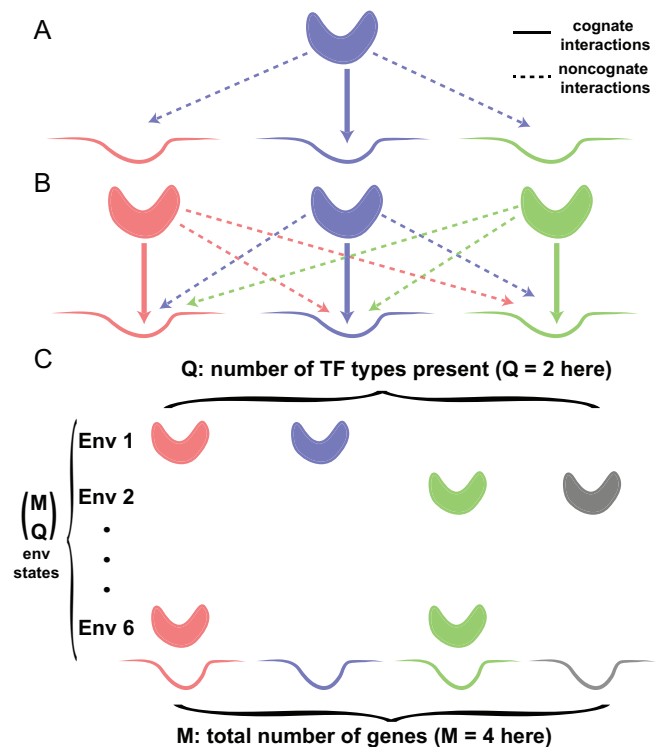 A
cognate
interactions
noncognate
interactions
B
C
Q: number of TF types present (Q = 2 here)
Env 1
Env 2
(M
Q)
env
states
.
.
.
Env 6
M: total number of genes (M = 4 here)